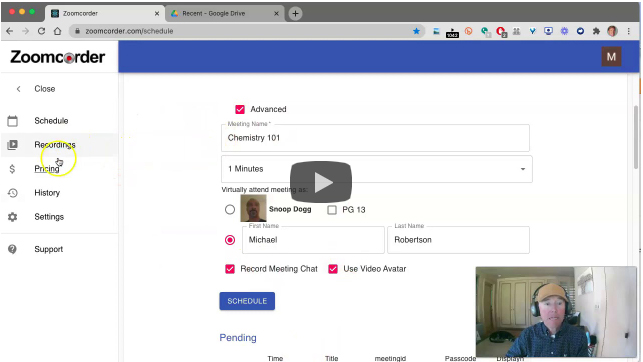 Zoomcorder
Recent – Google Drive
zoomcorder.com/schedule
1042
Zoomcorder
M
Close
Schedule
Recordings
Pricing
History
Settings
Support
Advanced
Meeting Name *
Chemistry 101
1 Minutes
Virtually attend meeting as:
Snoop Dogg
PG 13
First Name
Michael
Last Name
Robertson
Record Meeting Chat
Use Video Avatar
SCHEDULE
Pending
Time Title meetingid Passcode Displayn